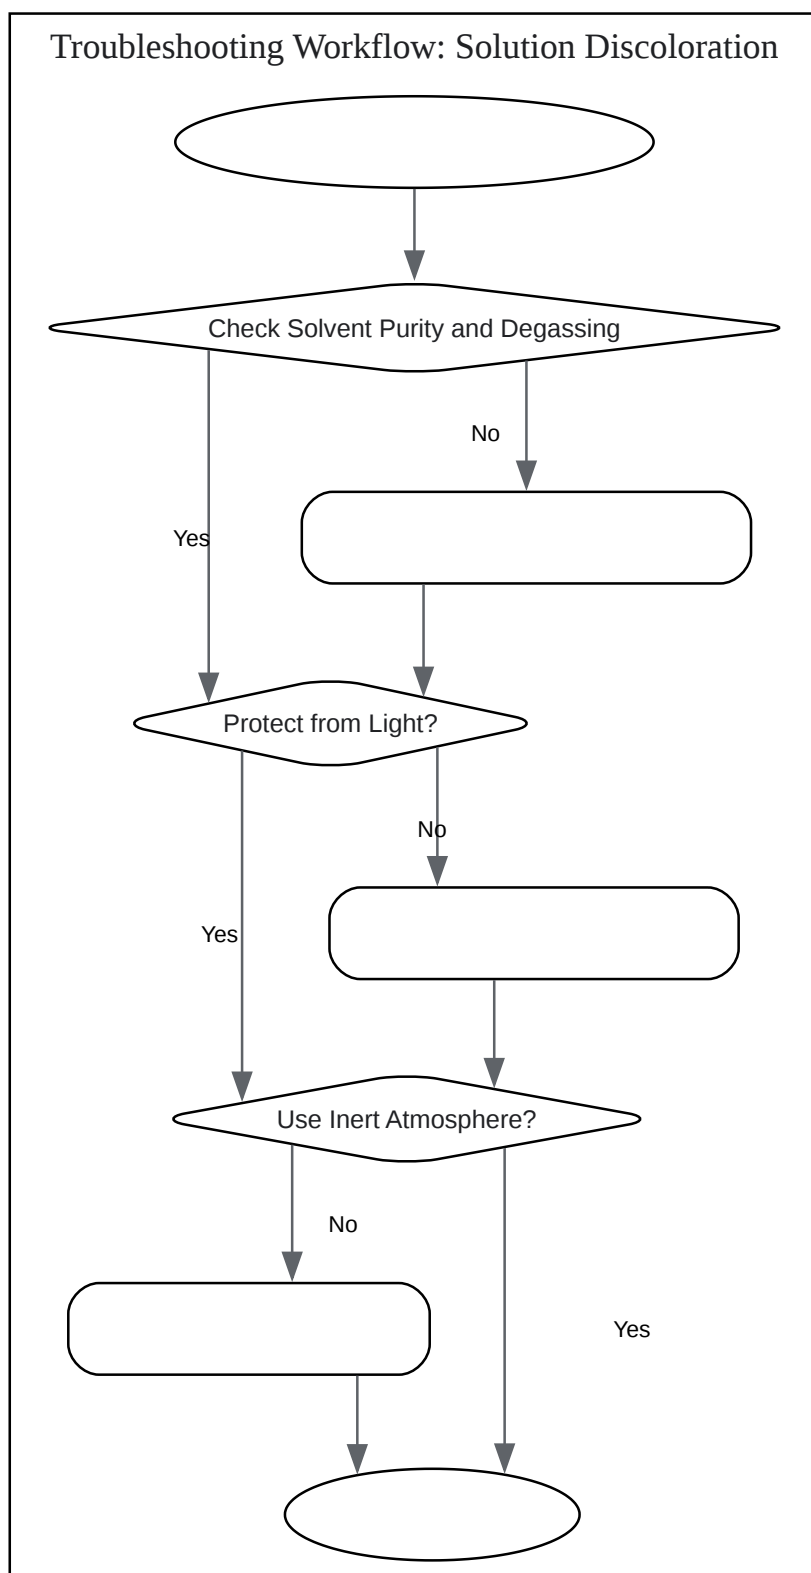 Troubleshooting Workflow: Solution Discoloration
Check Solvent Purity and Degassing
No
Yes
Protect from Light?
No
Yes
Use Inert Atmosphere?
No
Yes